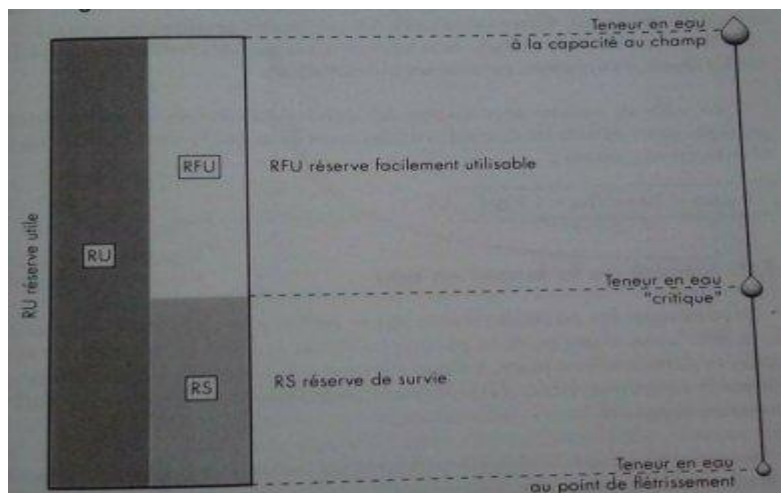 Teneur en eau
à la capacité au champ
RFU
RFU réserve facilement utilisable
RU réserve utile
RU
Teneur en eau
"critique"
RS
RS réserve de survie
Teneur en eau
au point de flétrissement